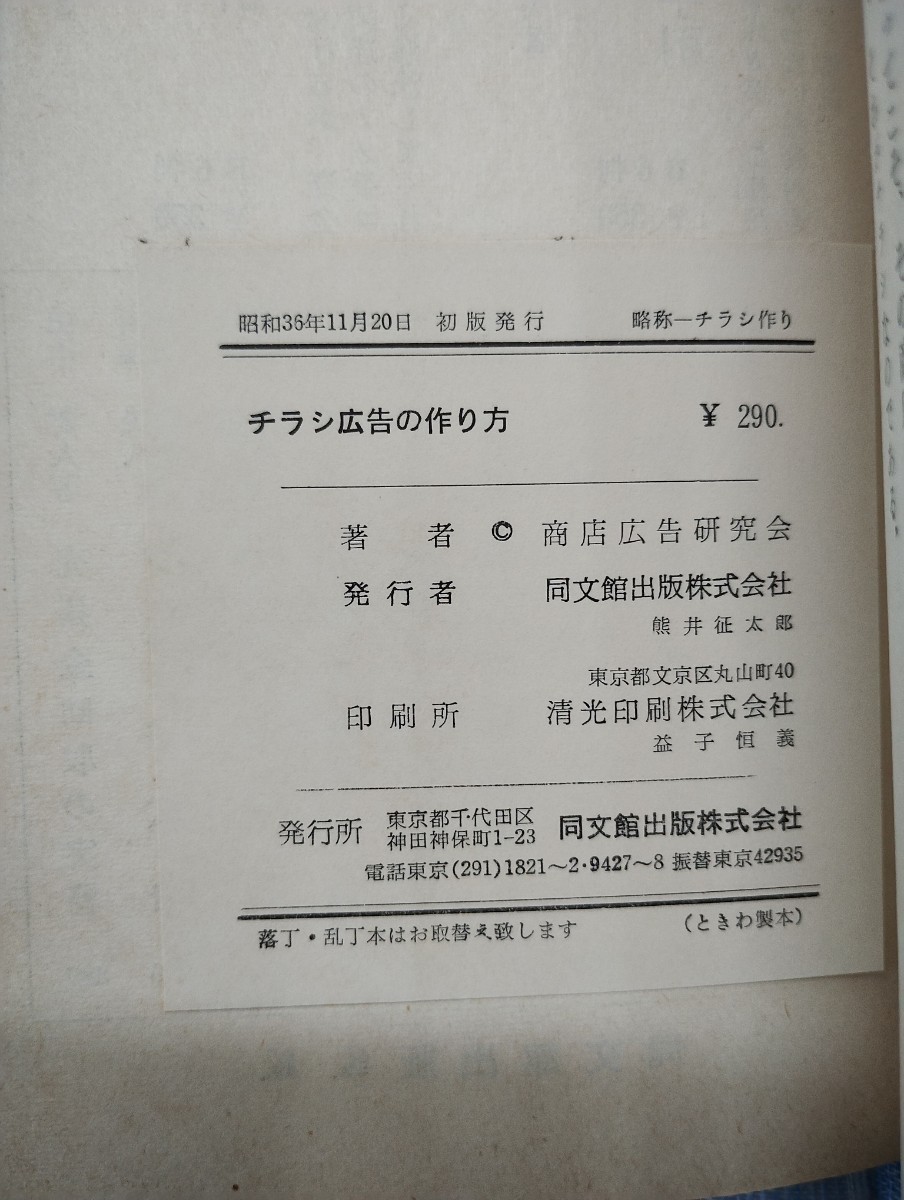 昭和36年11月20日 初版発行 略称―チラシ作り
チラシ広告の作り方 ¥ 290.
著者 © 商店広告研究会
発行者 同文館出版株式会社
熊井征太郎
東京都文京区丸山町40
印刷所 清光印刷株式会社
益子恒義
発行所 東京都千代田区 同文館出版株式会社
神田神保町1-23
電話東京(291)1821~2・9427~8 振替東京42935
落丁・乱丁本はお取替え致します (ときわ製本)